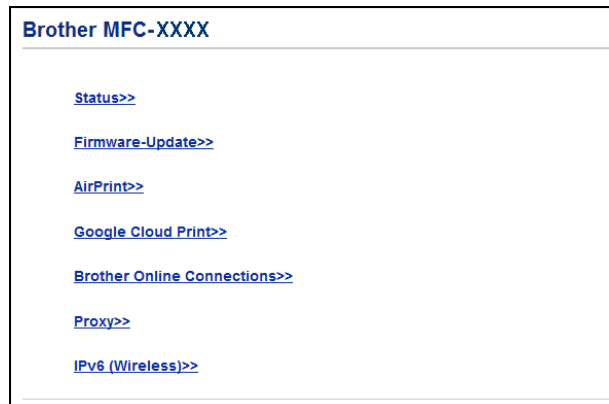 Brother MFC-XXXX
Status>>
Firmware-Update>>
AirPrint>>
Google Cloud Print>>
Brother Online Connections>>
Proxy>>
IPv6 (Wireless)>>